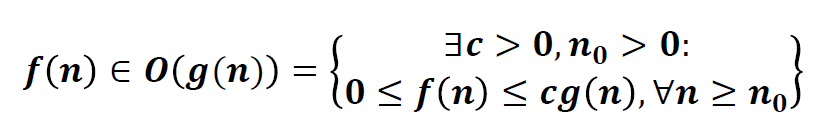 f(n) ∈ O(g(n)) = {∃c > 0, n₀ > 0:
0 ≤ f(n) ≤ cg(n), ∀n ≥ n₀}